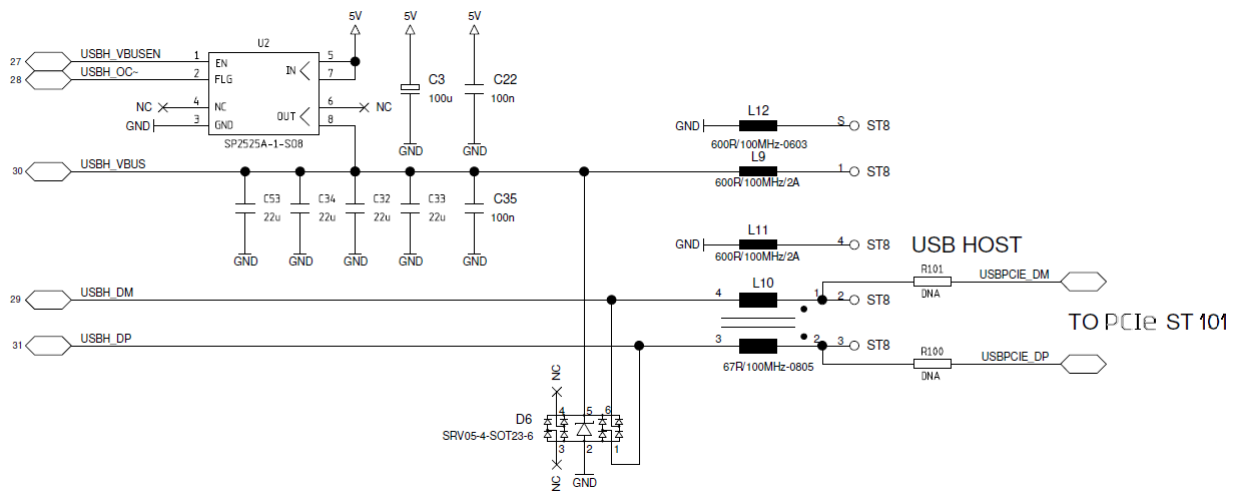 5V 5V 5V
U2
27 USBH_VBUSEN 1 EN 5
28 USBH_OC~ 2 FLG IN 7
C3 C22
100u 100n
NC 4 NC 6 NC
GND 3 GND OUT 8
SP2525A-1-S08
GND GND
L12
GND S ST8
600R/100MHz-0603
L9
30 USBH_VBUS 1 ST8
600R/100MHz/2A
C53 C34 C32 C33 C35
22u 22u 22u 22u 100n
GND GND GND GND GND
L11
GND 4 ST8 USB HOST
600R/100MHz/2A
R101 USBPCIE_DM
DNA
29 USBH_DM 4 L10 1 2 ST8
TO PCIe ST 101
31 USBH_DP 3 2 3 ST8
67R/100MHz-0805
R100 USBPCIE_DP
DNA
NC
D6 4 5 6
SRV05-4-SOT23-6
3 2 1
NC GND